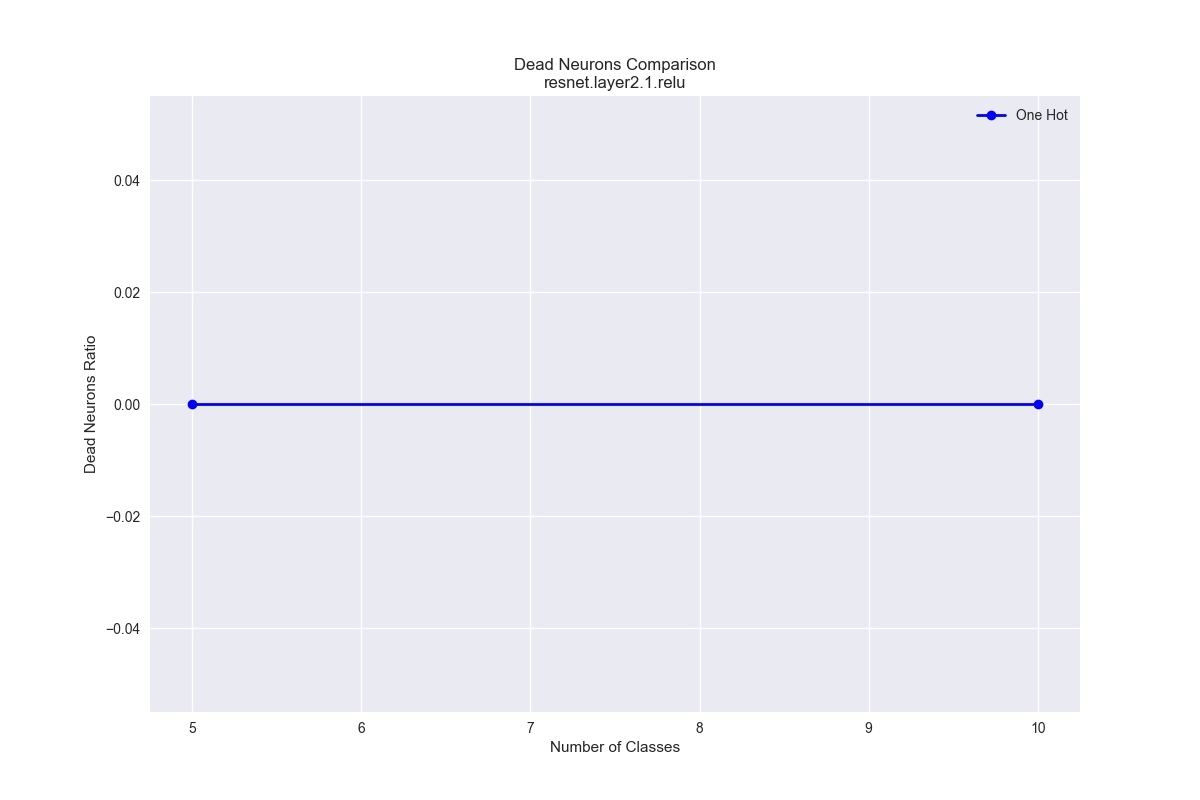 Dead Neurons Comparison
resnet.layer2.1.relu
One Hot
0.04
0.02
0.00
−0.02
−0.04
Dead Neurons Ratio
5 6 7 8 9 10
Number of Classes